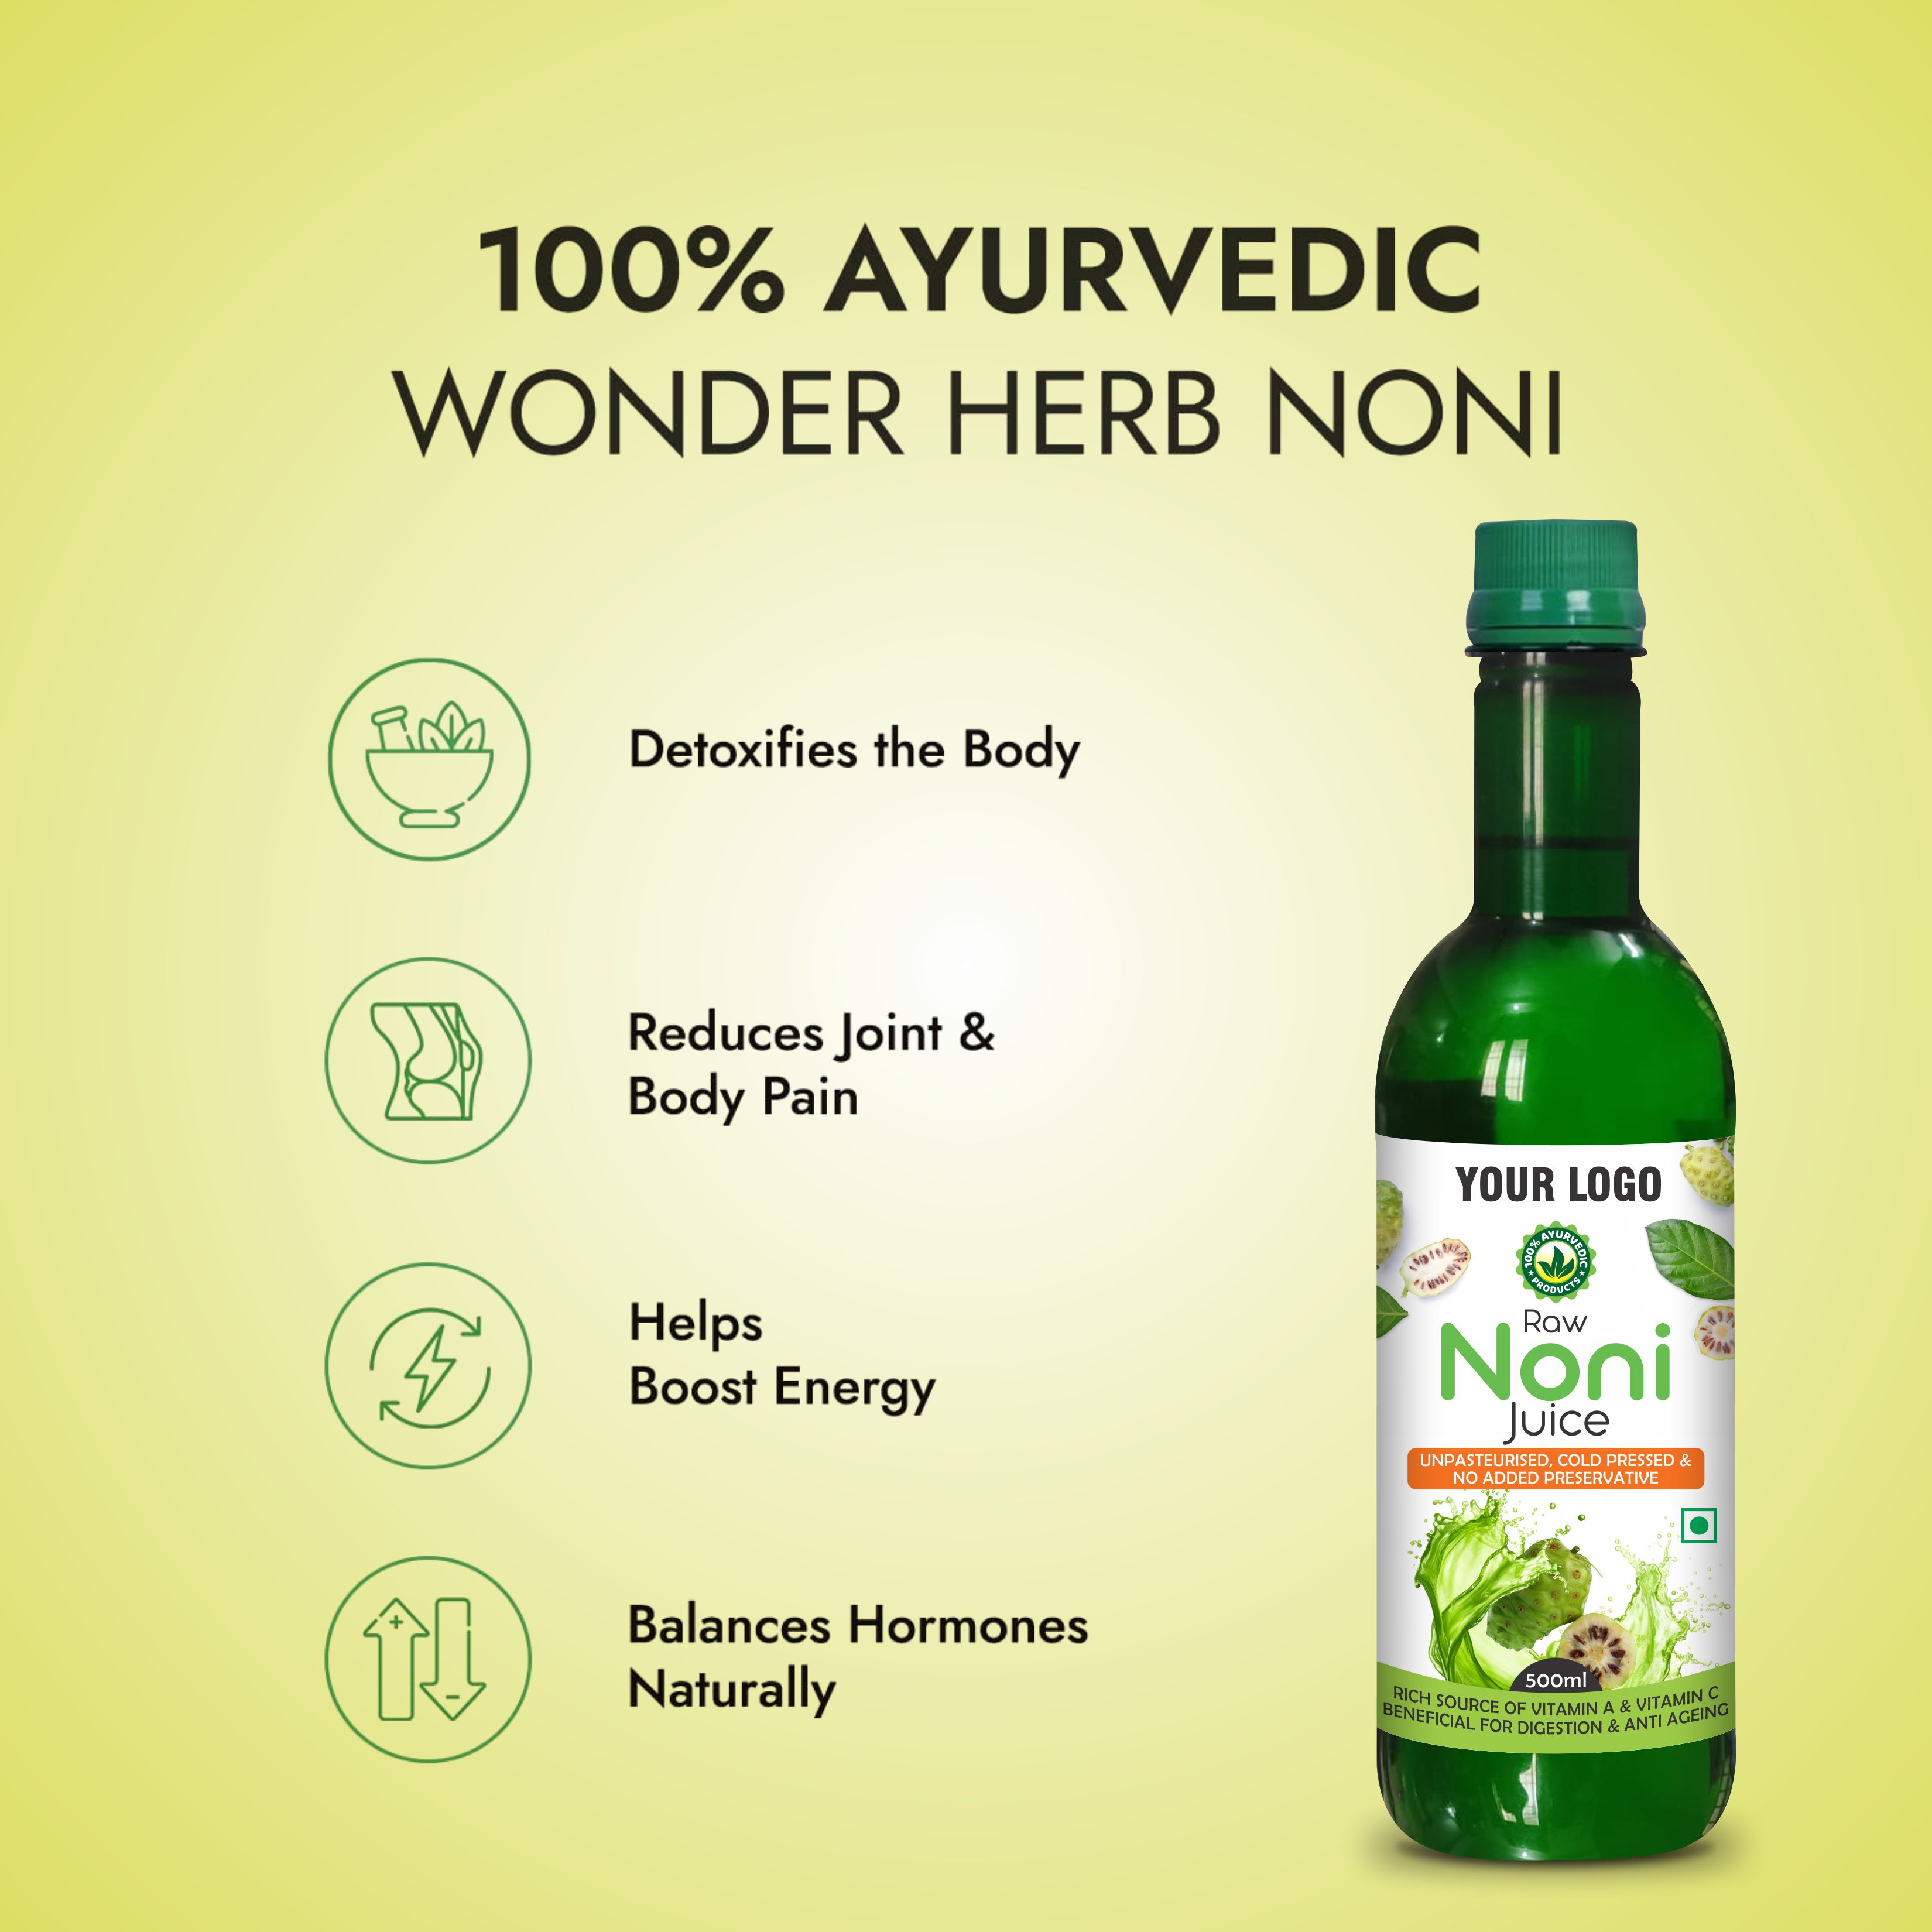 100% AYURVEDIC
WONDER HERB NONI
Detoxifies the Body
Reduces Joint &
Body Pain
Helps
Boost Energy
Balances Hormones
Naturally
YOUR LOGO
100% AYURVEDIC
PRODUCTS
Raw
Noni
Juice
UNPASTEURISED, COLD PRESSED &
NO ADDED PRESERVATIVE
500ml
RICH SOURCE OF VITAMIN A & VITAMIN C
BENEFICIAL FOR DIGESTION & ANTI AGEING